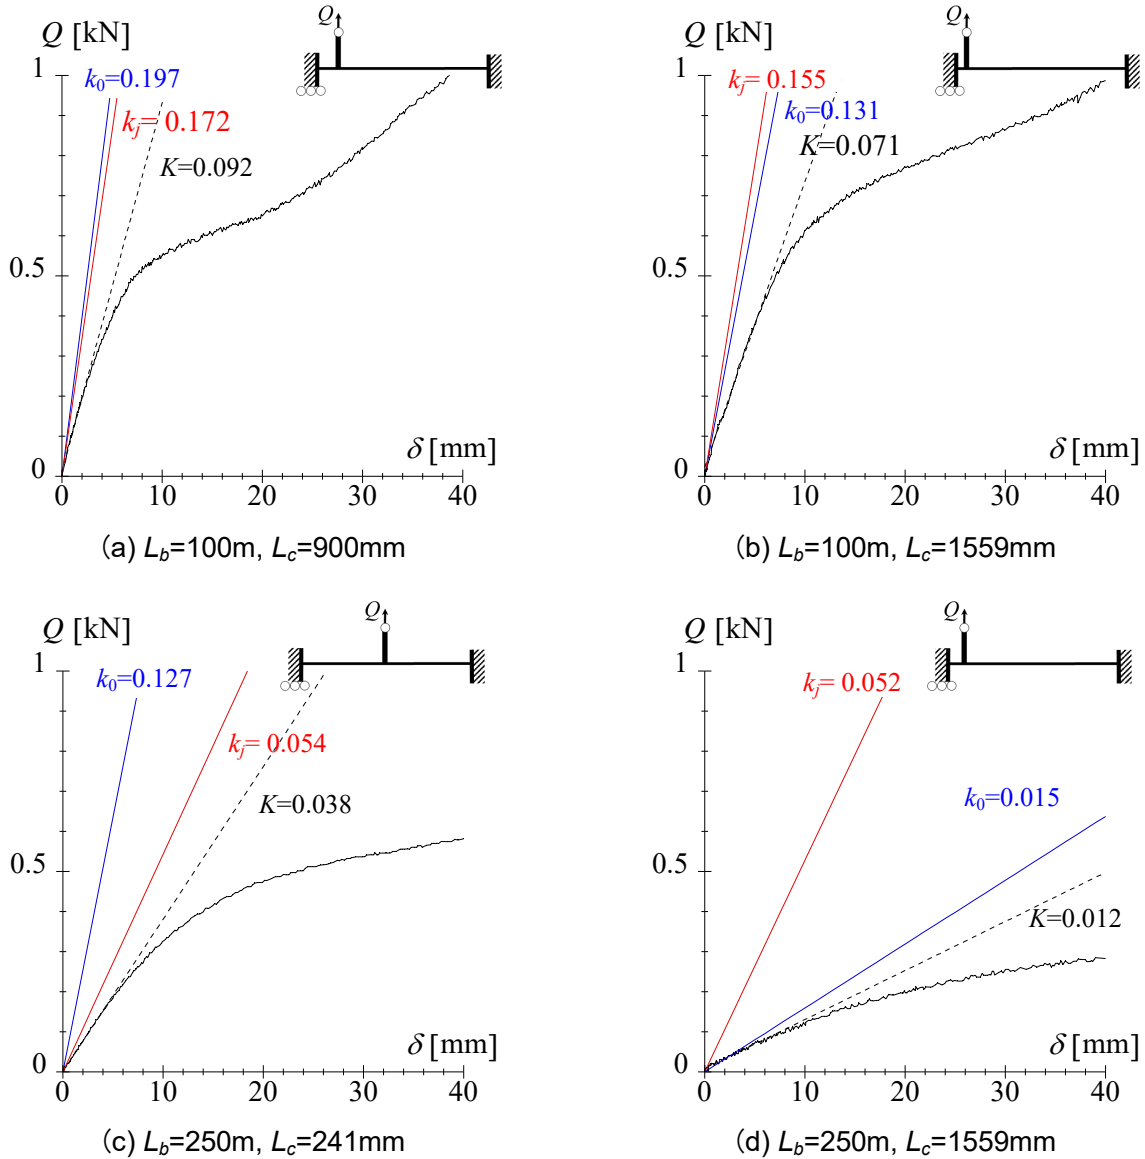 Q
Q [kN]
1
k0=0.197
kj= 0.172
K=0.092
0.5
δ [mm]
0
0 10 20 30 40
(a) Lb=100m, Lc=900mm
Q
Q [kN]
1
kj= 0.155
k0=0.131
K=0.071
0.5
δ [mm]
0
0 10 20 30 40
(b) Lb=100m, Lc=1559mm
Q
Q [kN]
1
k0=0.127
kj= 0.054
K=0.038
0.5
δ [mm]
0
0 10 20 30 40
(c) Lb=250m, Lc=241mm
Q
Q [kN]
1
kj= 0.052
k0=0.015
0.5
K=0.012
δ [mm]
0
0 10 20 30 40
(d) Lb=250m, Lc=1559mm